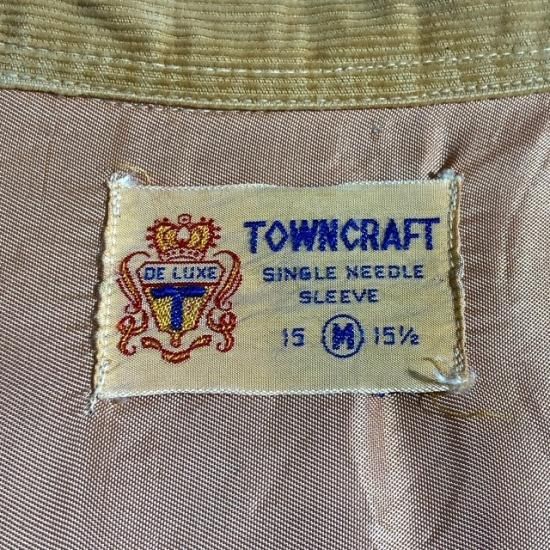 DE LUXE
T
TOWNCRAFT
SINGLE NEEDLE
SLEEVE
15 M 15½